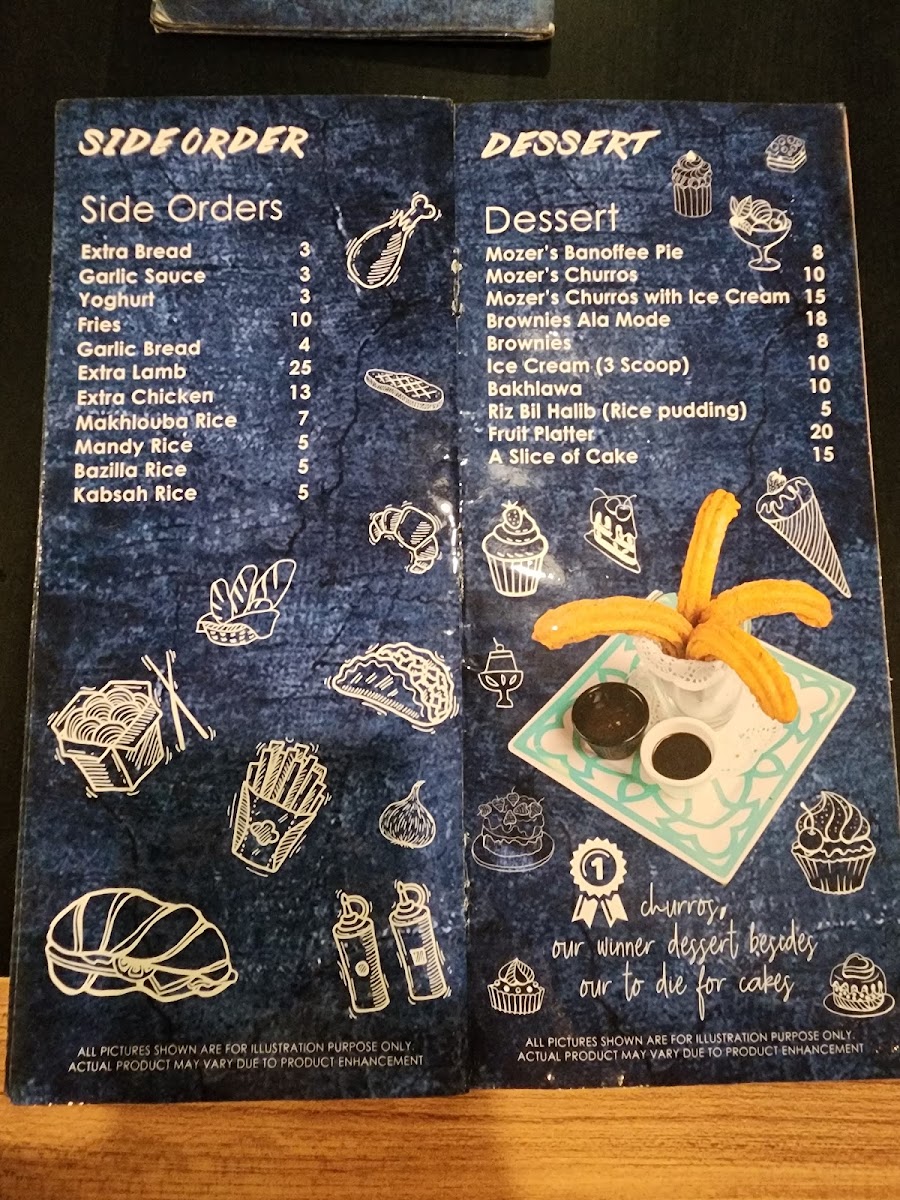 SIDE ORDER
Side Orders
Extra Bread 3
Garlic Sauce 3
Yoghurt 3
Fries 10
Garlic Bread 4
Extra Lamb 25
Extra Chicken 13
Makhlouba Rice 7
Mandy Rice 5
Bazilla Rice 5
Kabsah Rice 5
ALL PICTURES SHOWN ARE FOR ILLUSTRATION PURPOSE ONLY.
ACTUAL PRODUCT MAY VARY DUE TO PRODUCT ENHANCEMENT
DESSERT
Dessert
Mozer's Banoffee Pie 8
Mozer's Churros 10
Mozer's Churros with Ice Cream 15
Brownies Ala Mode 18
Brownies 8
Ice Cream (3 Scoop) 10
Bakhlawa 10
Riz Bil Halib (Rice pudding) 5
Fruit Platter 20
A Slice of Cake 15
1
churros,
our winner dessert besides
our to die for cakes
ALL PICTURES SHOWN ARE FOR ILLUSTRATION PURPOSE ONLY.
ACTUAL PRODUCT MAY VARY DUE TO PRODUCT ENHANCEMENT